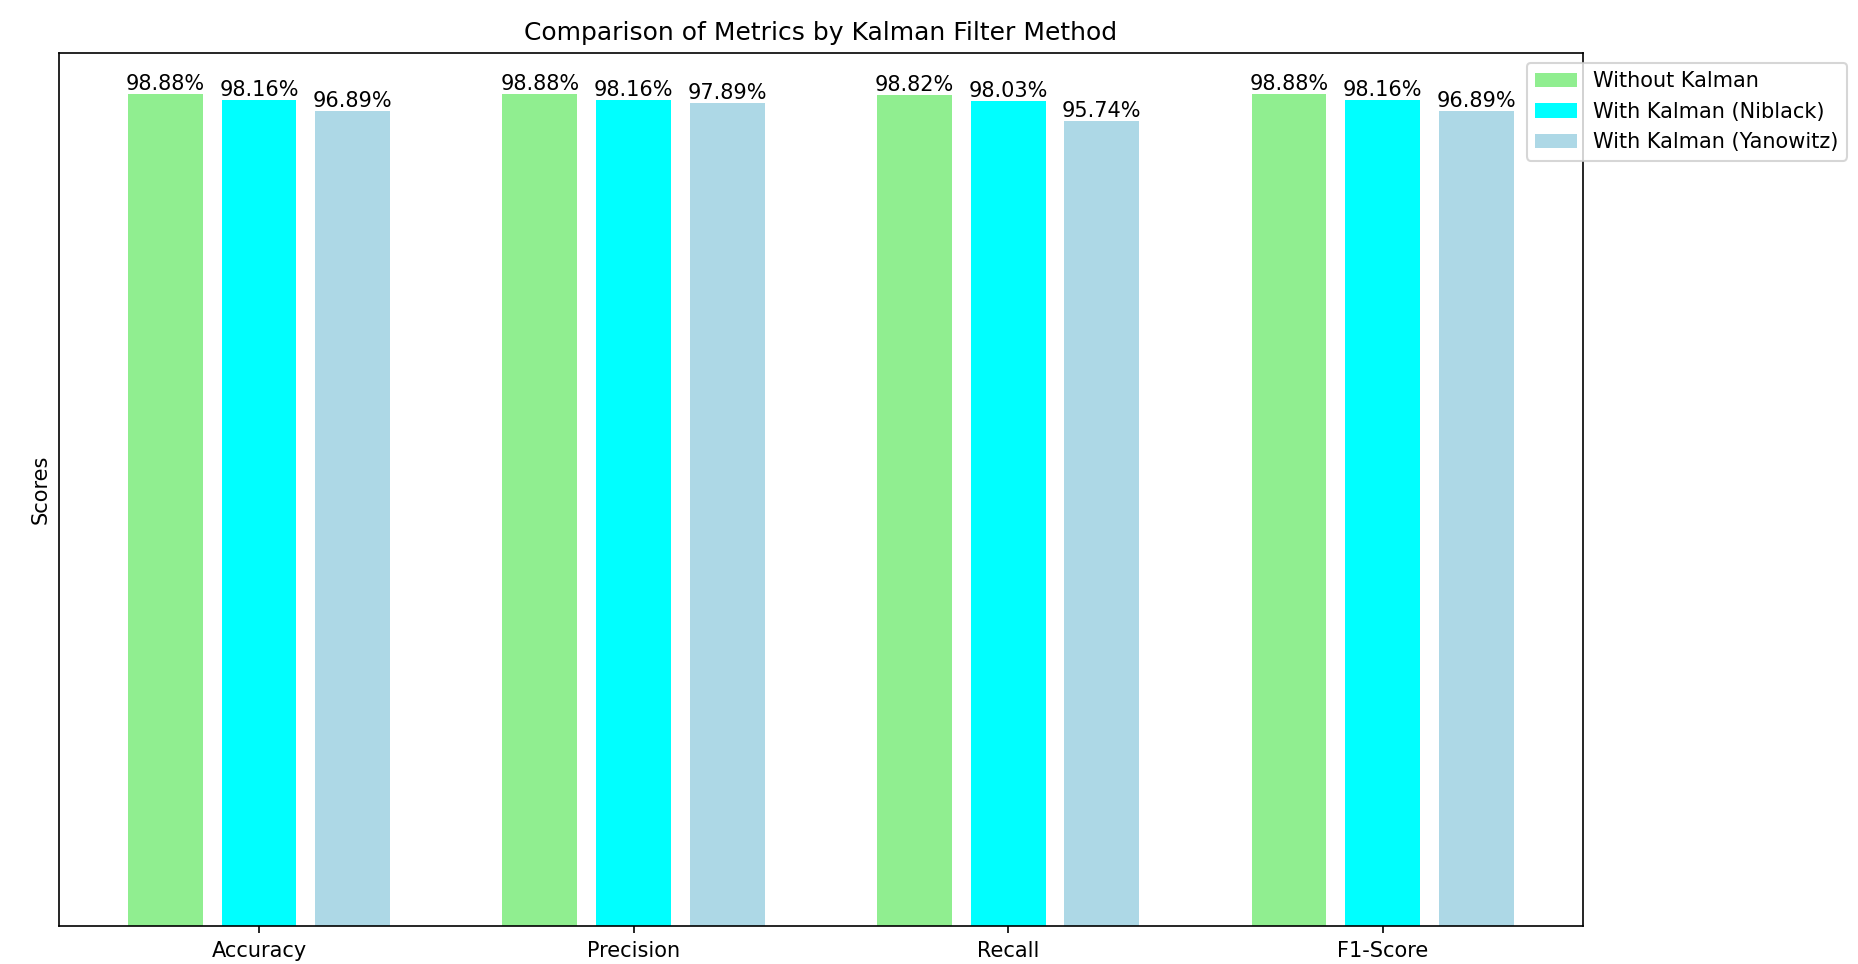 Comparison of Metrics by Kalman Filter Method
98.88% 98.16% 96.89% 98.88% 98.16% 97.89% 98.82% 98.03% 95.74% 98.88% 98.16% 96.89%
Without Kalman
With Kalman (Niblack)
With Kalman (Yanowitz)
Scores
Accuracy Precision Recall F1-Score